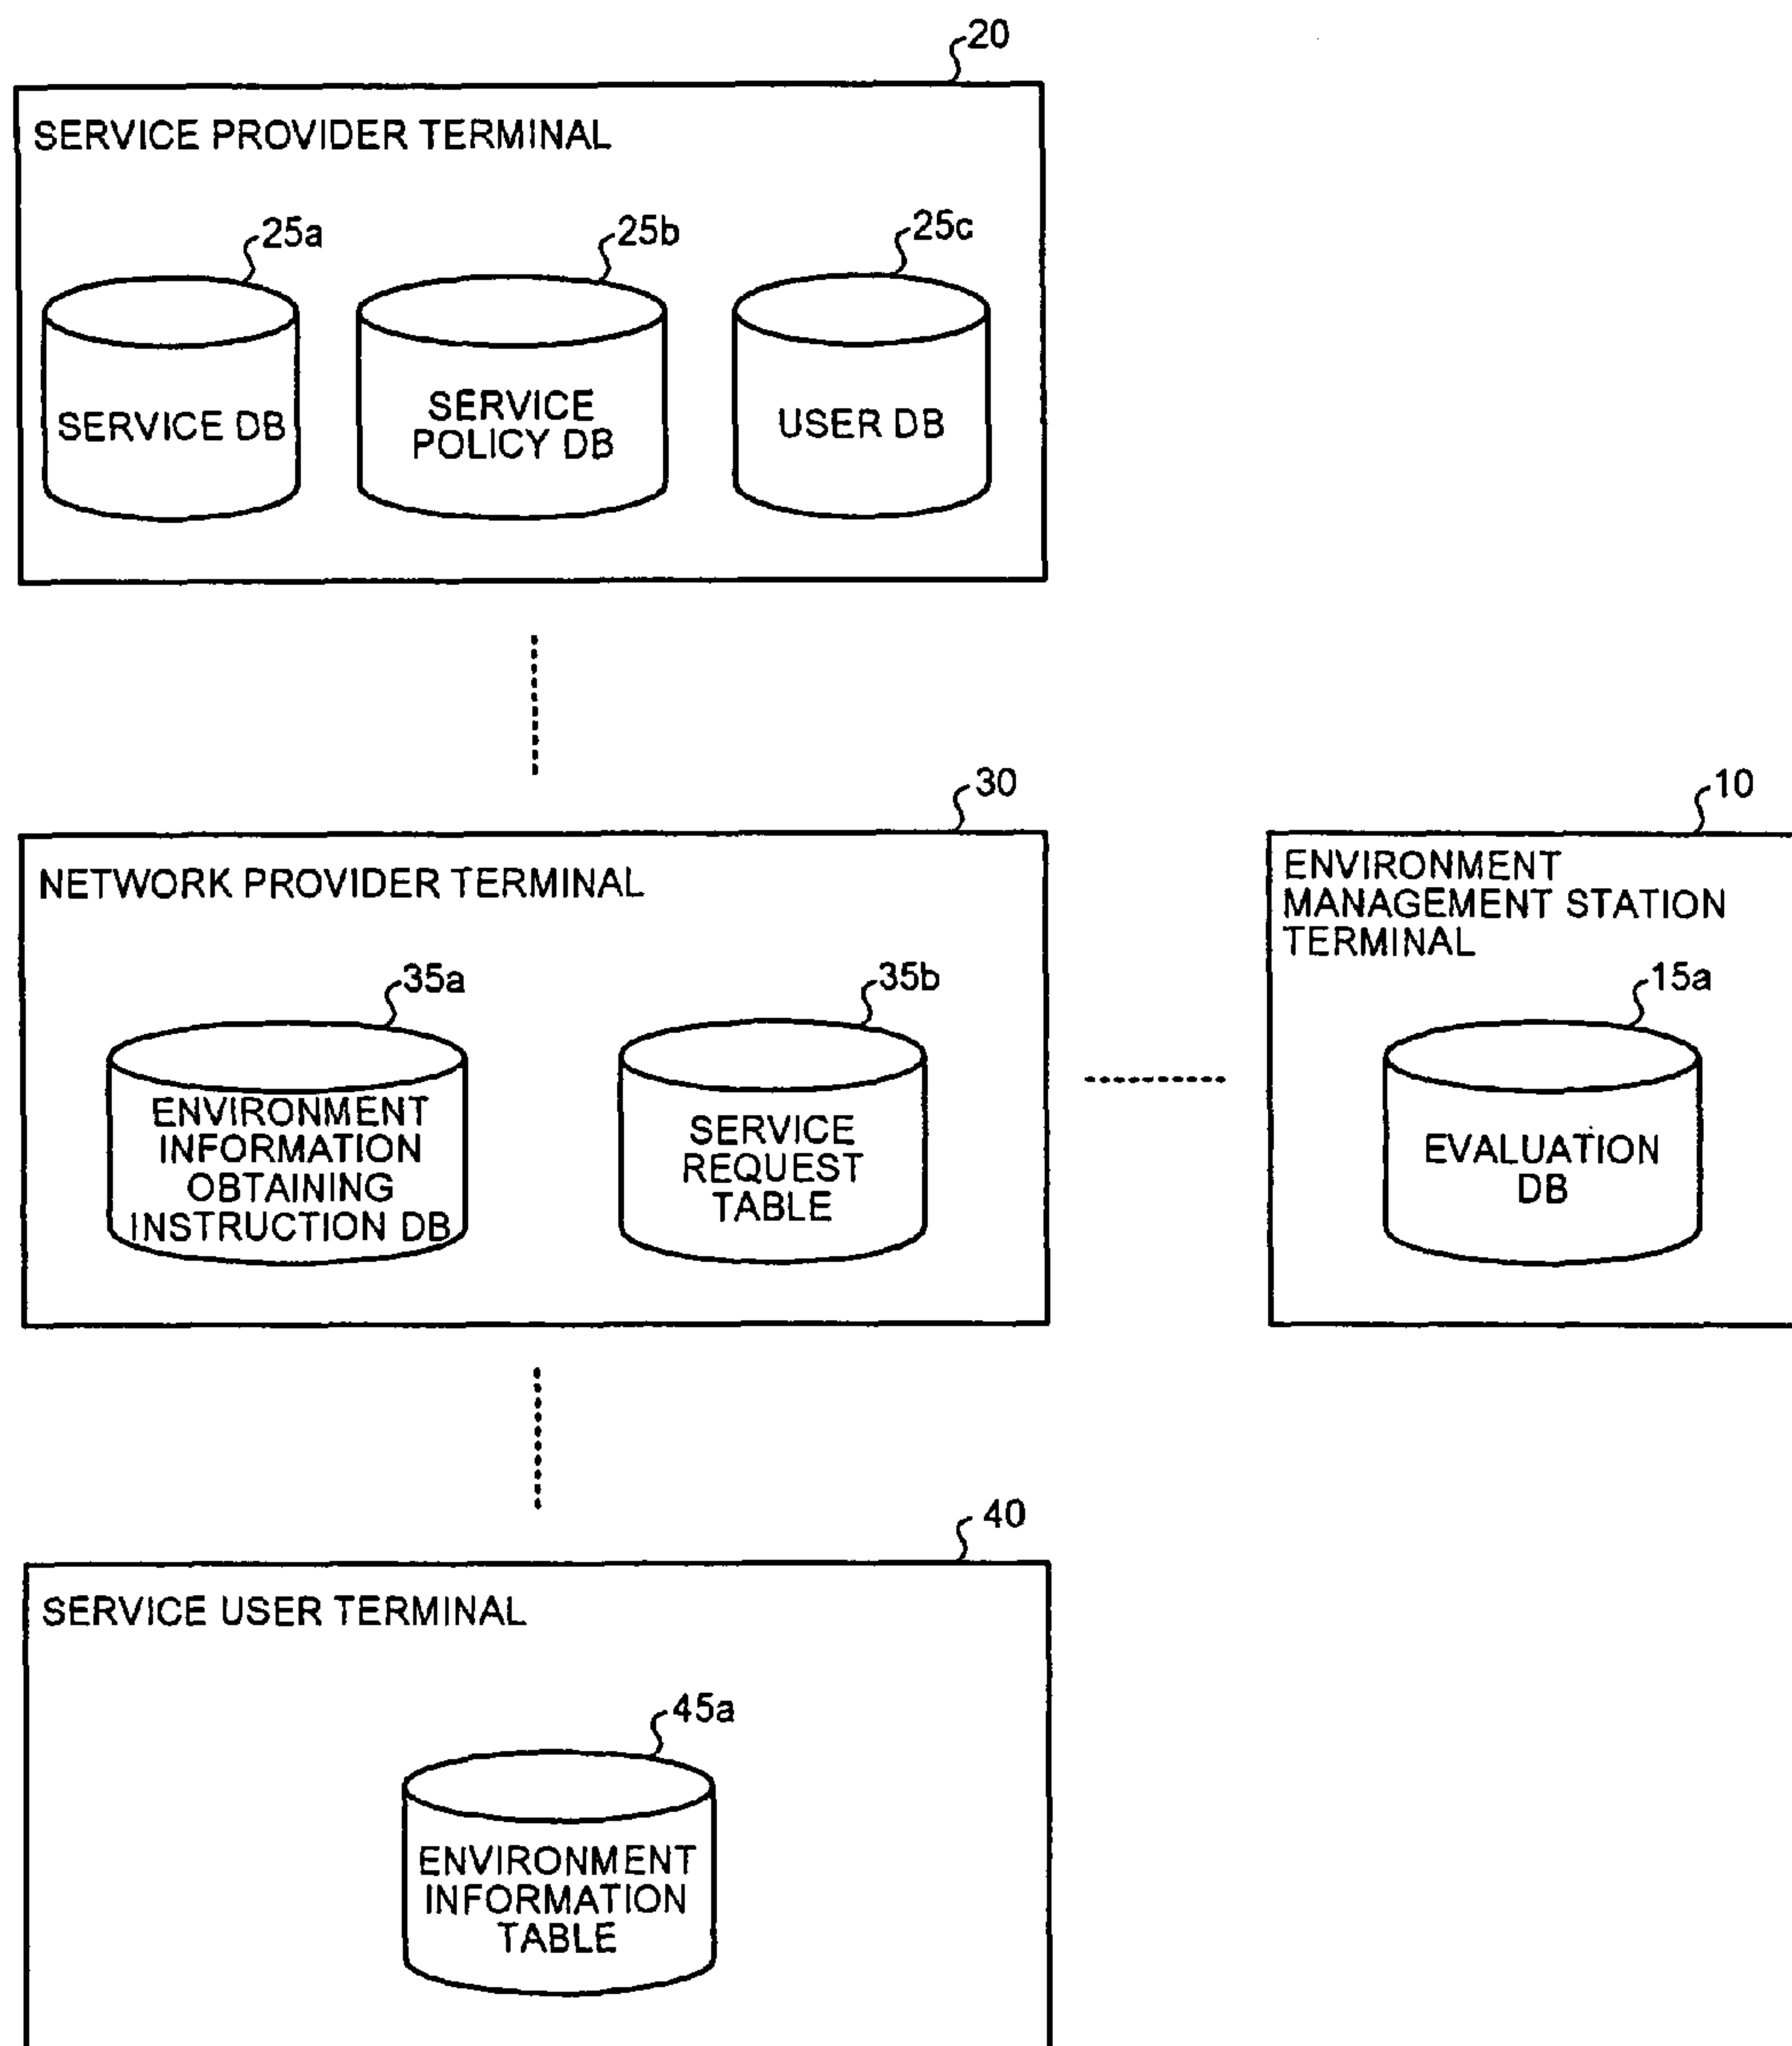 20
SERVICE PROVIDER TERMINAL
25a
25b
25c
SERVICE DB
SERVICE
POLICY DB
USER DB
30
NETWORK PROVIDER TERMINAL
35a
35b
ENVIRONMENT
INFORMATION
OBTAINING
INSTRUCTION DB
SERVICE
REQUEST
TABLE
10
ENVIRONMENT
MANAGEMENT STATION
TERMINAL
15a
EVALUATION
DB
40
SERVICE USER TERMINAL
45a
ENVIRONMENT
INFORMATION
TABLE